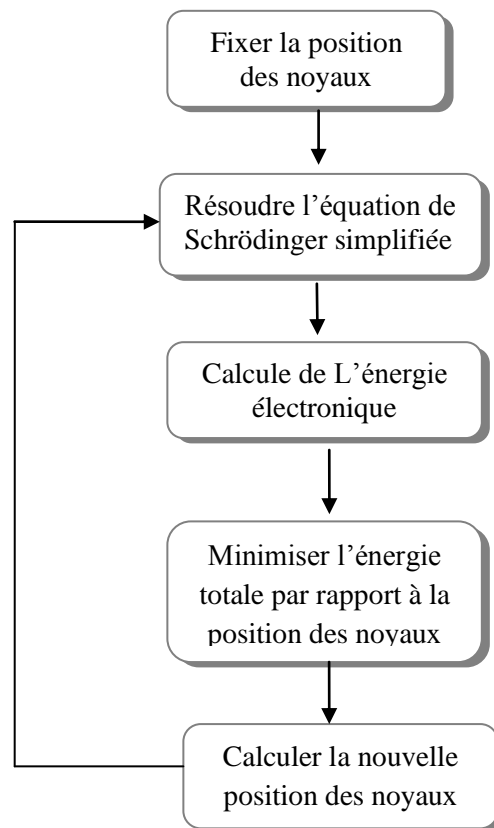 Fixer la position
des noyaux
Résoudre l’équation de
Schrödinger simplifiée
Calcule de L’énergie
électronique
Minimiser l’énergie
totale par rapport à la
position des noyaux
Calculer la nouvelle
position des noyaux